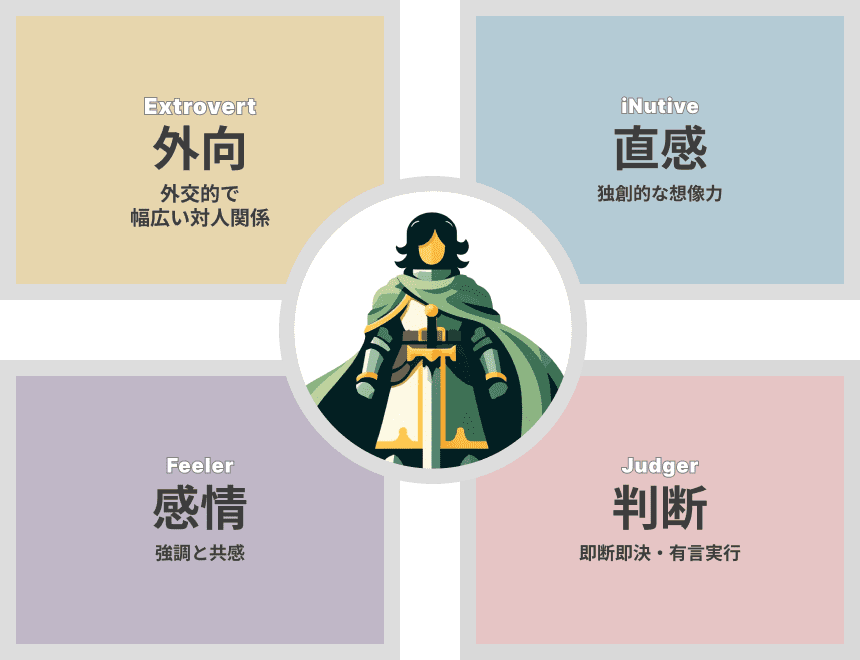 Extrovert
外向
外交的で
幅広い対人関係
iNutive
直感
独創的な想像力
Feeler
感情
強調と共感
Judger
判断
即断即決・有言実行